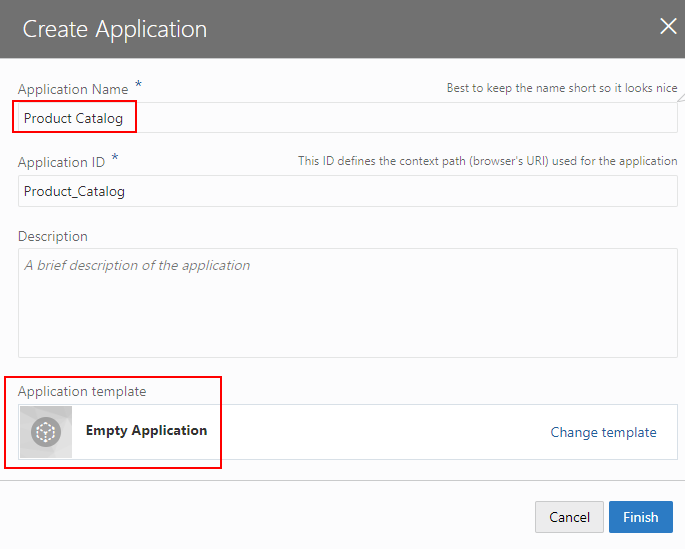 Create Application
Application Name *
Best to keep the name short so it looks nice
Product Catalog
Application ID *
This ID defines the context path (browser's URI) used for the application
Product_Catalog
Description
A brief description of the application
Application template
Empty Application
Change template
Cancel
Finish